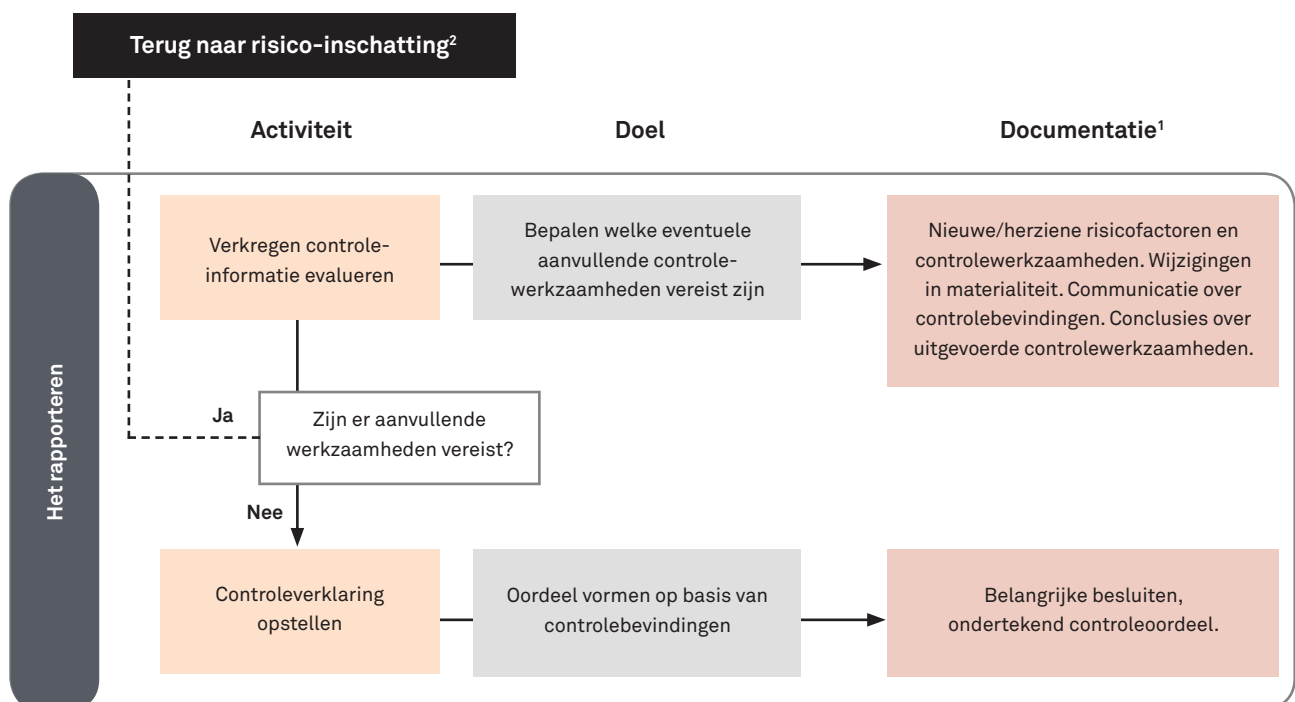 Terug naar risico-inschatting²
Activiteit
Doel
Documentatie¹
Het rapporteren
Verkregen controle-
informatie evalueren
Bepalen welke eventuele
aanvullende controle-
werkzaamheden vereist zijn
Nieuwe/herziene risicofactoren en
controlewerkzaamheden. Wijzigingen
in materialiteit. Communicatie over
controlebevindingen. Conclusies over
uitgevoerde controlewerkzaamheden.
Ja
Zijn er aanvullende
werkzaamheden vereist?
Nee
Controleverklaring
opstellen
Oordeel vormen op basis van
controlebevindingen
Belangrijke besluiten,
ondertekend controleoordeel.